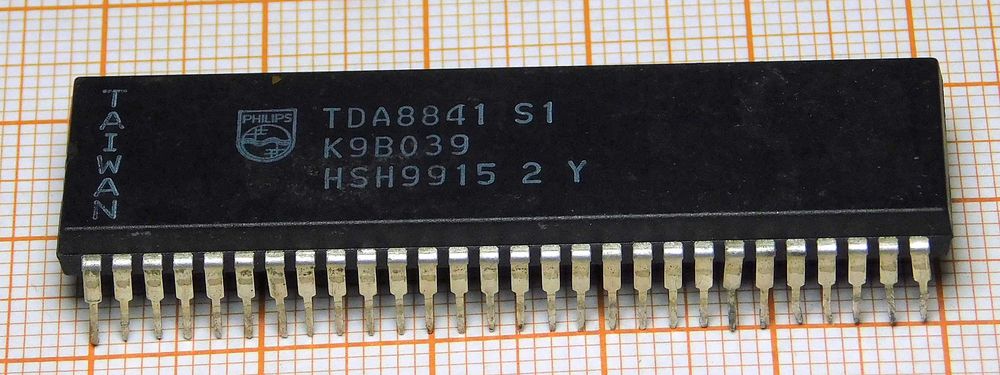 TAIWAN
PHILIPS
TDA8841 S1
K9B039
HSH9915 2 Y